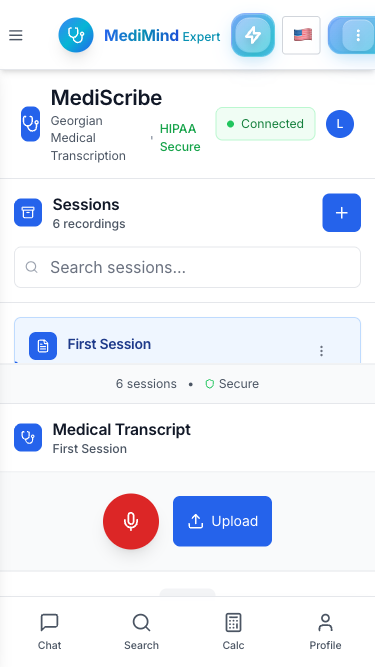 MediMind Expert
MediScribe
Georgian
Medical
Transcription
HIPAA
Secure
Connected
L
Sessions
6 recordings
Search sessions...
First Session
6 sessions • Secure
Medical Transcript
First Session
Upload
Chat
Search
Calc
Profile